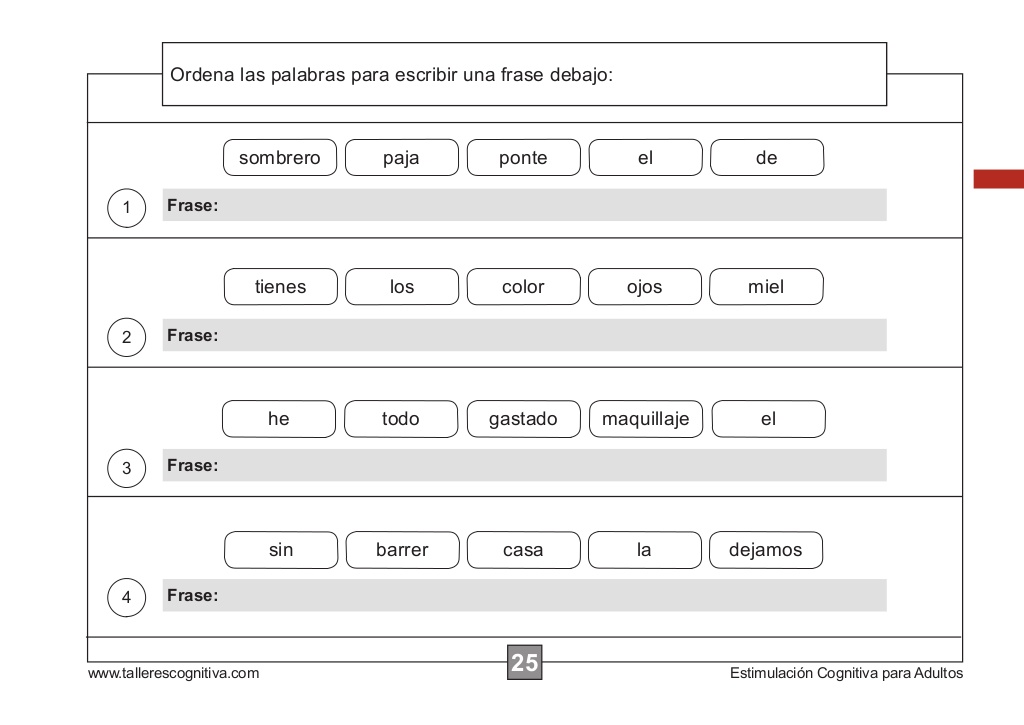 Ordena las palabras para escribir una frase debajo:
sombrero paja ponte el de
1 Frase:
tienes los color ojos miel
2 Frase:
he todo gastado maquillaje el
3 Frase:
sin barrer casa la dejamos
4 Frase:
www.tallerescognitiva.com 25 Estimulación Cognitiva para Adultos